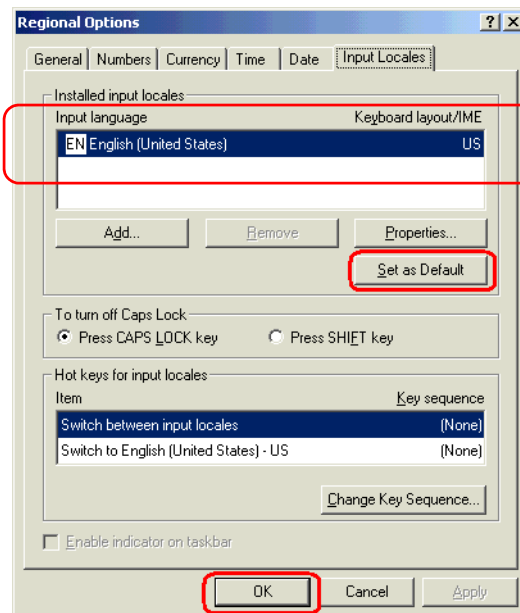 Regional Options
General Numbers Currency Time Date Input Locales
Installed input locales
Input language Keyboard layout/IME
EN English (United States) US
Add... Remove Properties...
Set as Default
To turn off Caps Lock
Press CAPS LOCK key Press SHIFT key
Hot keys for input locales
Item Key sequence
Switch between input locales (None)
Switch to English (United States) - US (None)
Change Key Sequence...
Enable indicator on taskbar
OK Cancel Apply